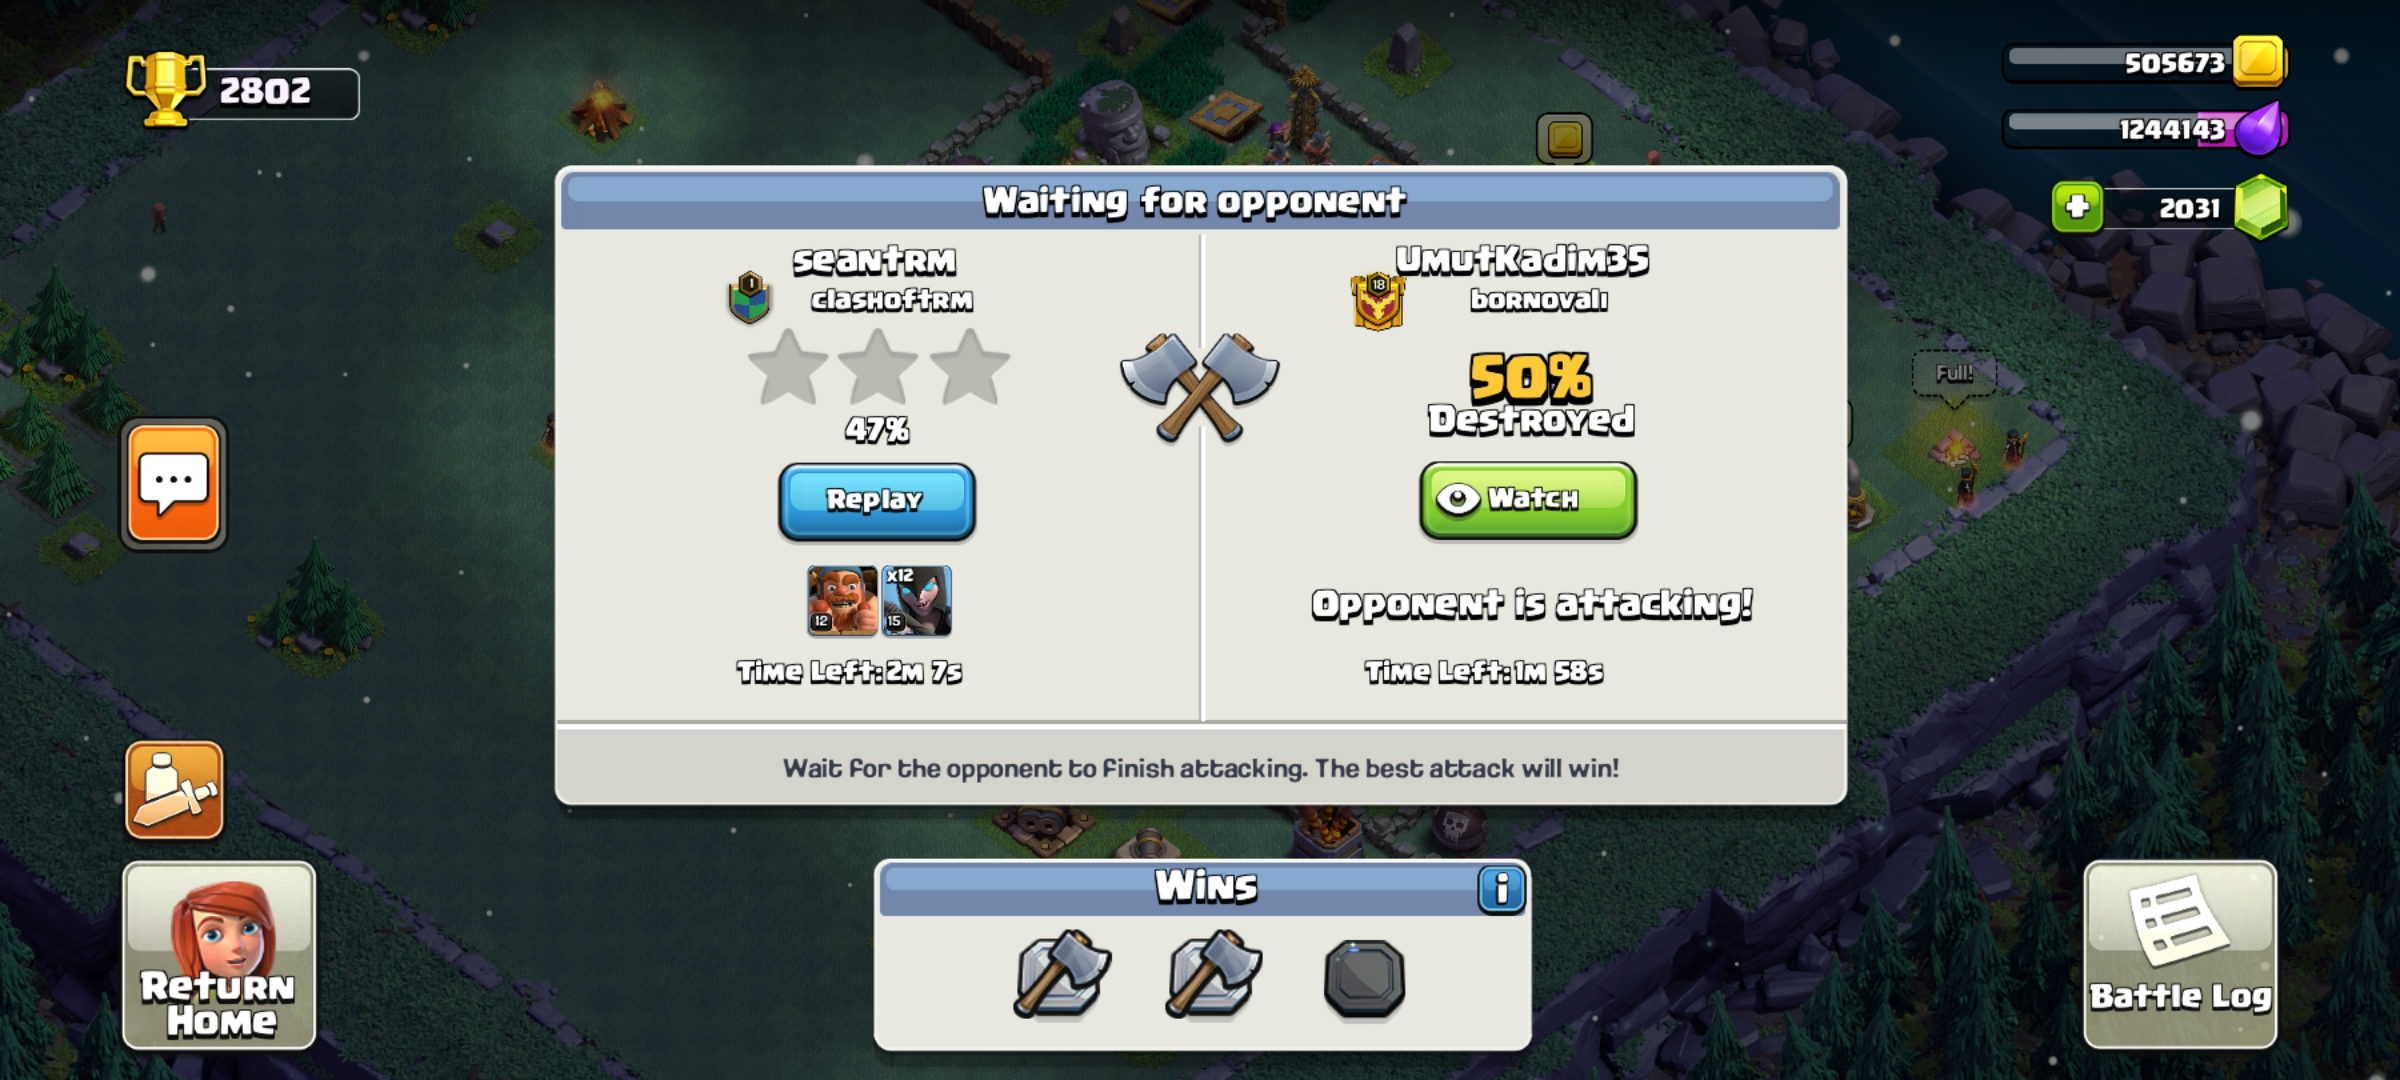 2802
505673
1244143
2031
Waiting for opponent
seantrm
clashoftrm
1
47%
Replay
x12
12
15
Time Left: 2m 7s
UmutKadim35
bornovalı
18
50%
Destroyed
Watch
Opponent is attacking!
Time Left: 1m 58s
Wait for the opponent to finish attacking. The best attack will win!
Full!
Wins
i
Return
Home
Battle Log